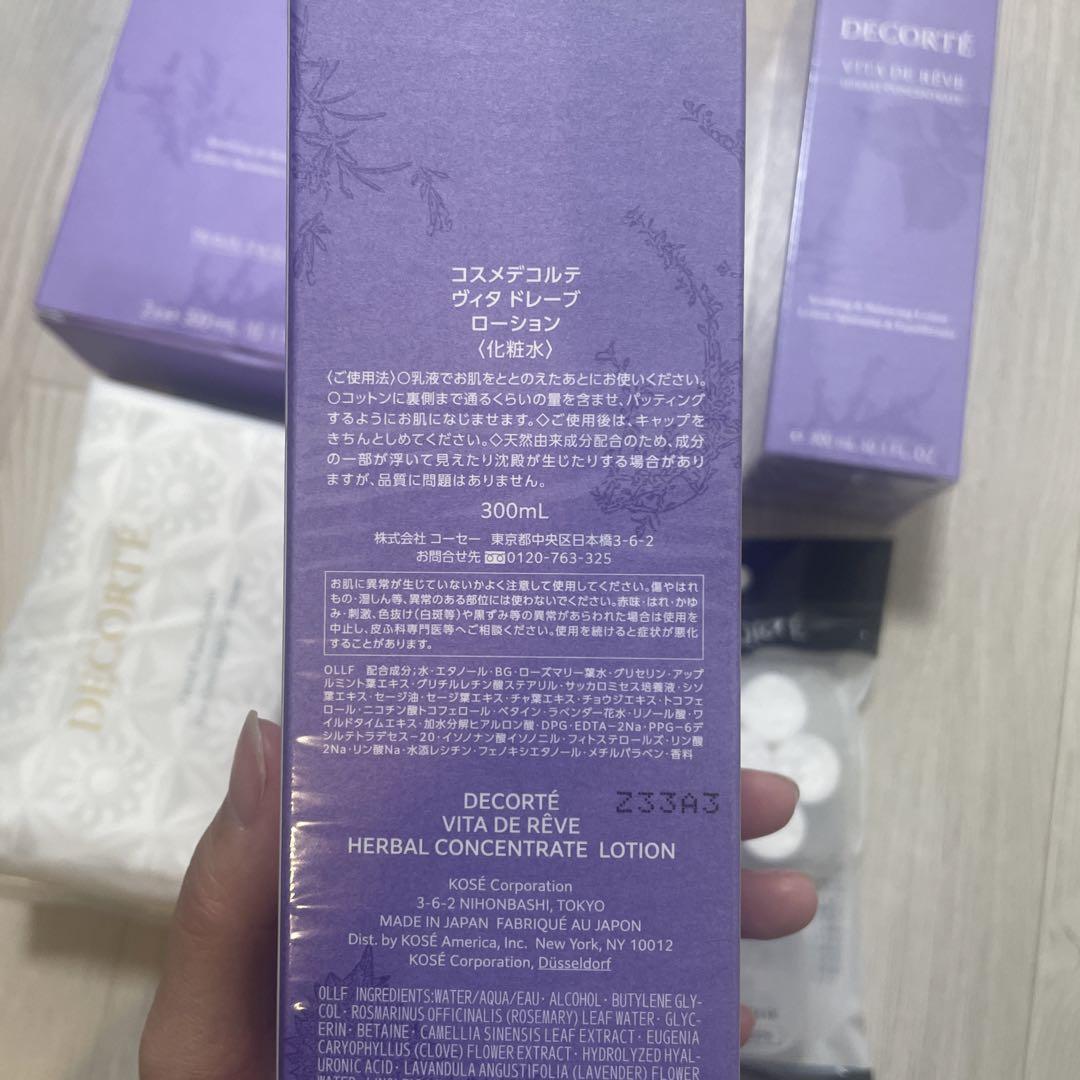 DECORTÉ
VITA DE RÊVE
コスメデコルテ
ヴィタ ドレーブ
ローション
〈化粧水〉
〈ご使用法〉○乳液でお肌をととのえたあとにお使いください。
○コットンに裏側まで通るくらいの量を含ませ、パッティング
するようにお肌になじませます。◇ご使用後は、キャップを
きちんとしめてください。◇天然由来成分配合のため、成分
の一部が浮いて見えたり沈殿が生じたりする場合があり
ますが、品質に問題はありません。
300mL
株式会社 コーセー 東京都中央区日本橋3-6-2
お問合せ先 0120-763-325
お肌に異常が生じていないかよく注意して使用してください。傷やはれ
もの・湿しん等、異常のある部位には使わないでください。赤味・はれ・かゆ
み・刺激、色抜け(白斑等)や黒ずみ等の異常があらわれた場合は使用を
中止し、皮ふ科専門医等へご相談ください。使用を続けると症状が悪化
することがあります。
OLLF 配合成分;水・エタノール・BG・ローズマリー葉水・グリセリン・アップ
ルミント葉エキス・グリチルレチン酸ステアリル・サッカロミセス培養液・シソ
葉エキス・セージ油・セージ葉エキス・チャ葉エキス・チョウジエキス・トコフェ
ロール・ニコチン酸トコフェロール・ベタイン・ラベンダー花水・リノール酸・ワ
イルドタイムエキス・加水分解ヒアルロン酸・DPG・EDTA-2Na・PPG-6デ
シルテトラデセス-20・イソノナン酸イソノニル・フィトステロールズ・リン酸
2Na・リン酸Na・水添レシチン・フェノキシエタノール・メチルパラベン・香料
Z33A3
DECORTÉ
VITA DE RÊVE
HERBAL CONCENTRATE LOTION
KOSÉ Corporation
3-6-2 NIHONBASHI, TOKYO
MADE IN JAPAN FABRIQUÉ AU JAPON
Dist. by KOSÉ America, Inc. New York, NY 10012
KOSÉ Corporation, Düsseldorf
OLLF INGREDIENTS:WATER/AQUA/EAU・ALCOHOL・BUTYLENE GLY-
COL・ROSMARINUS OFFICINALIS (ROSEMARY) LEAF WATER・GLYC-
ERIN・BETAINE・CAMELLIA SINENSIS LEAF EXTRACT・EUGENIA
CARYOPHYLLUS (CLOVE) FLOWER EXTRACT・HYDROLYZED HYAL-
URONIC ACID・LAVANDULA ANGUSTIFOLIA (LAVENDER) FLOWER
DECORTÉ